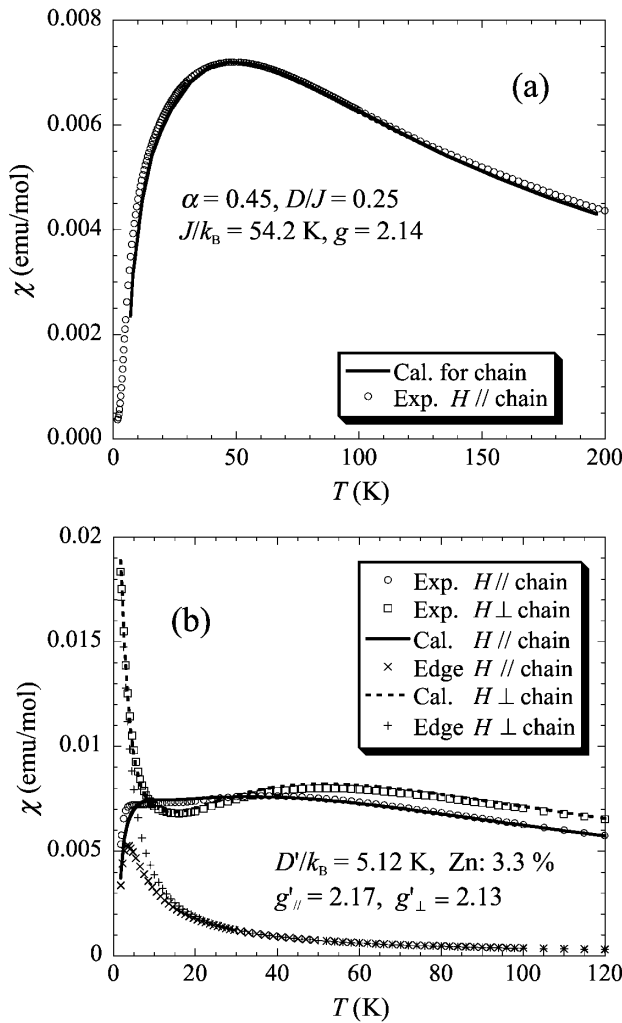 0.008
(a)
0.006
α = 0.45, D/J = 0.25
0.004
J/k_B = 54.2 K, g = 2.14
χ (emu/mol)
0.002
Cal. for chain
Exp. H // chain
0.000
0 50 100 150 200
T (K)
0.02
Exp. H // chain
(b)
Exp. H ⊥ chain
0.015
Cal. H // chain
Edge H // chain
Cal. H ⊥ chain
0.01
Edge H ⊥ chain
χ (emu/mol)
0.005
D'/k_B = 5.12 K, Zn: 3.3 %
g'_// = 2.17, g'_⊥ = 2.13
0
0 20 40 60 80 100 120
T (K)